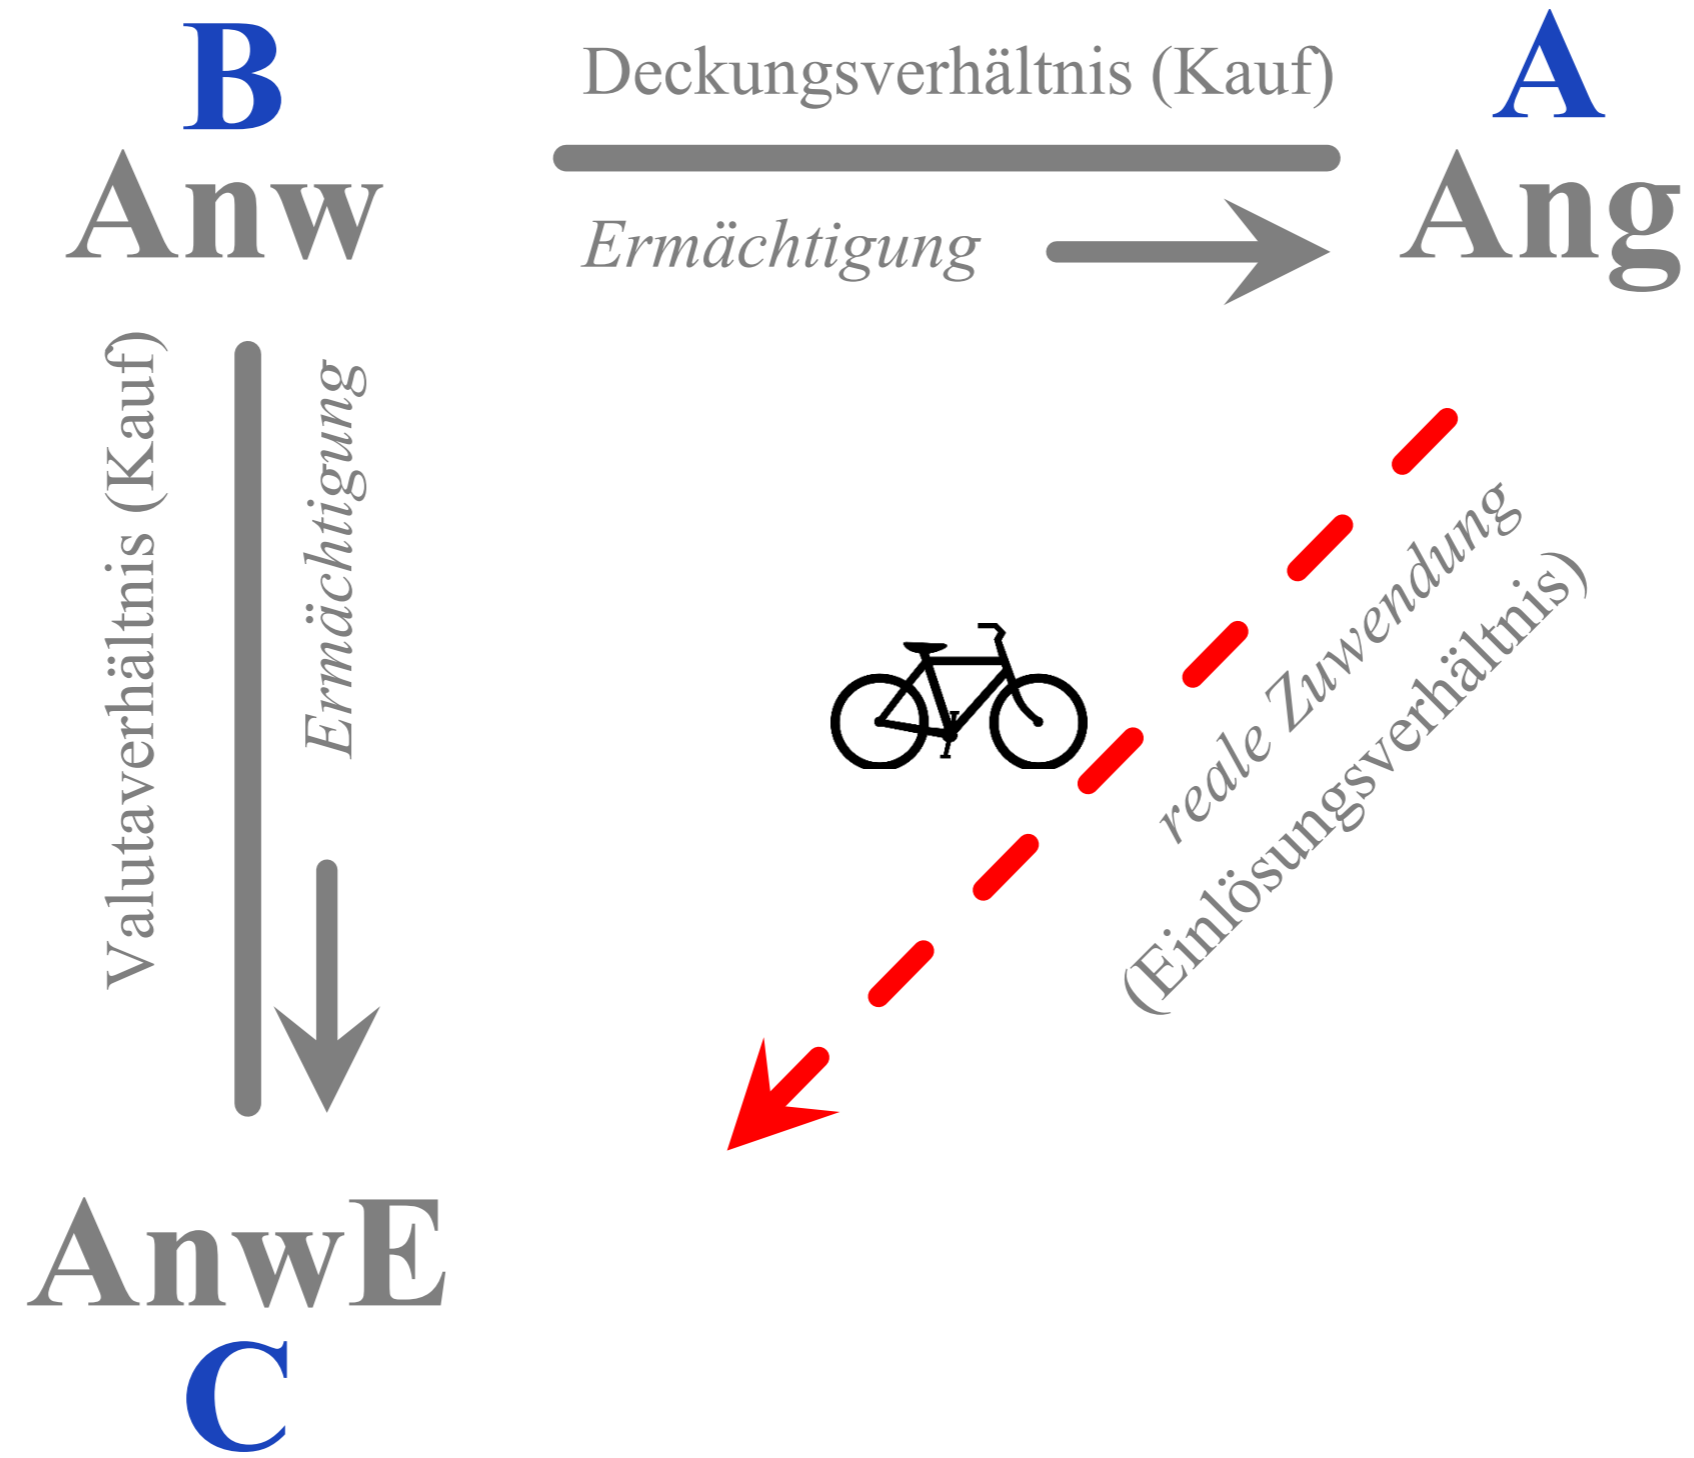 B
Anw
Deckungsverhältnis (Kauf)
Ermächtigung
A
Ang
Valutaverhältnis (Kauf)
Ermächtigung
reale Zuwendung
(Einlösungsverhältnis)
AnwE
C